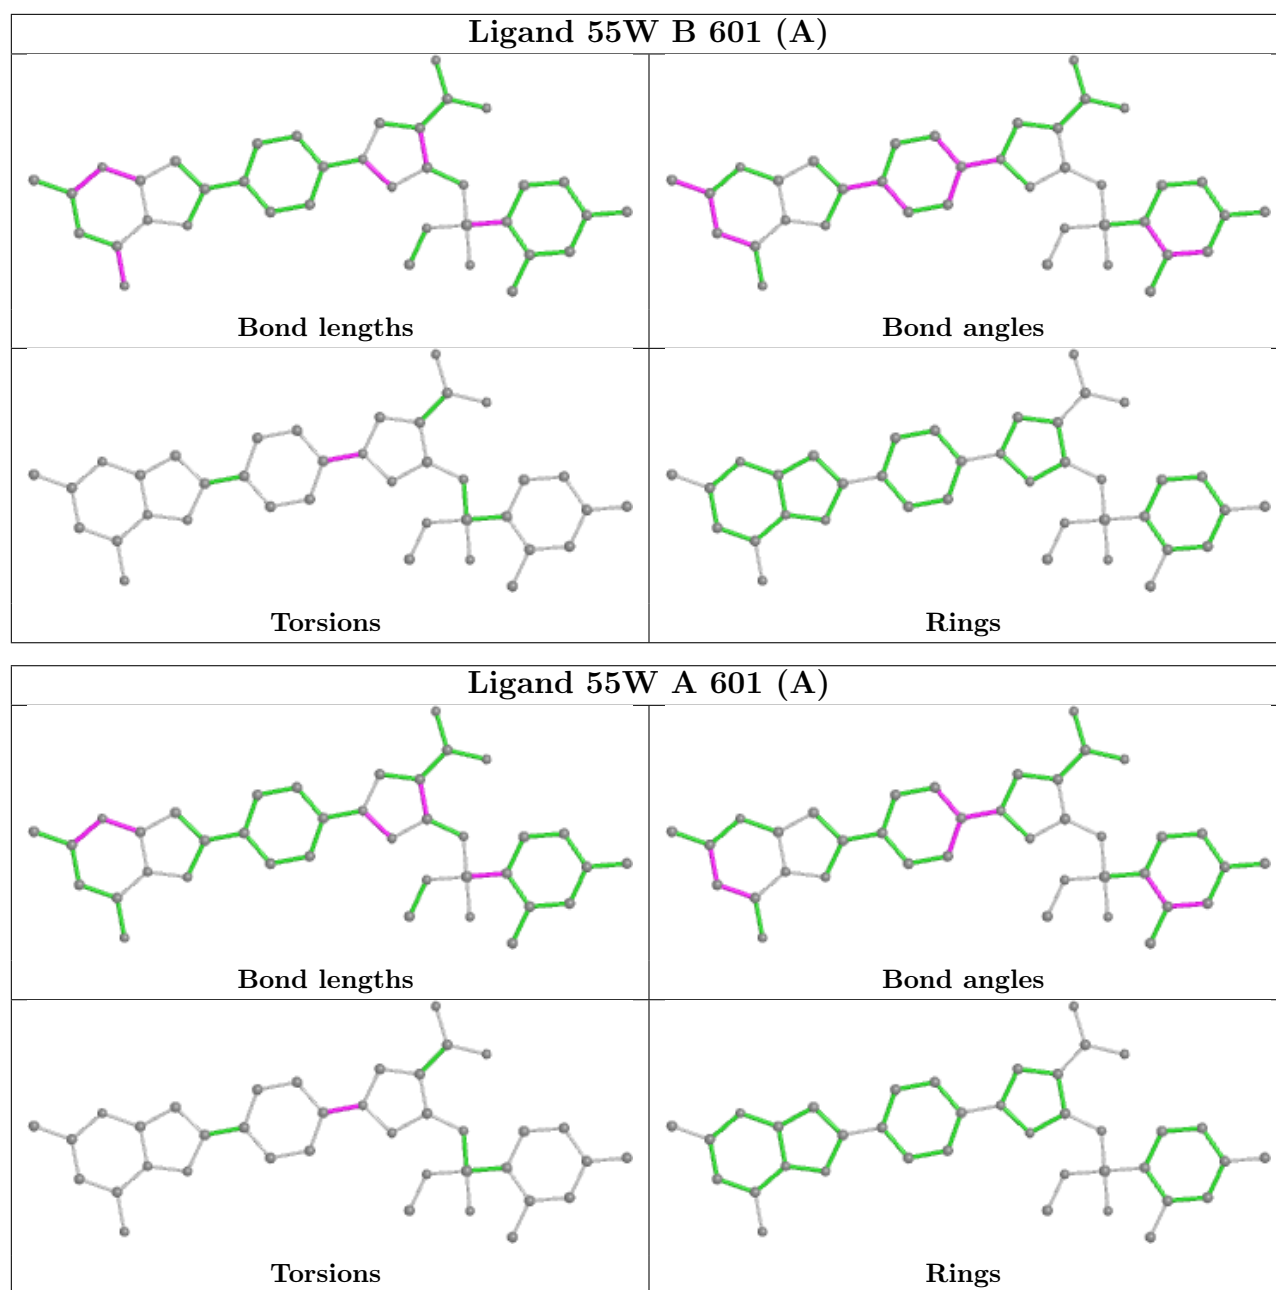 Ligand 55W B 601 (A)
Bond lengths
Bond angles
Torsions
Rings
Ligand 55W A 601 (A)
Bond lengths
Bond angles
Torsions
Rings